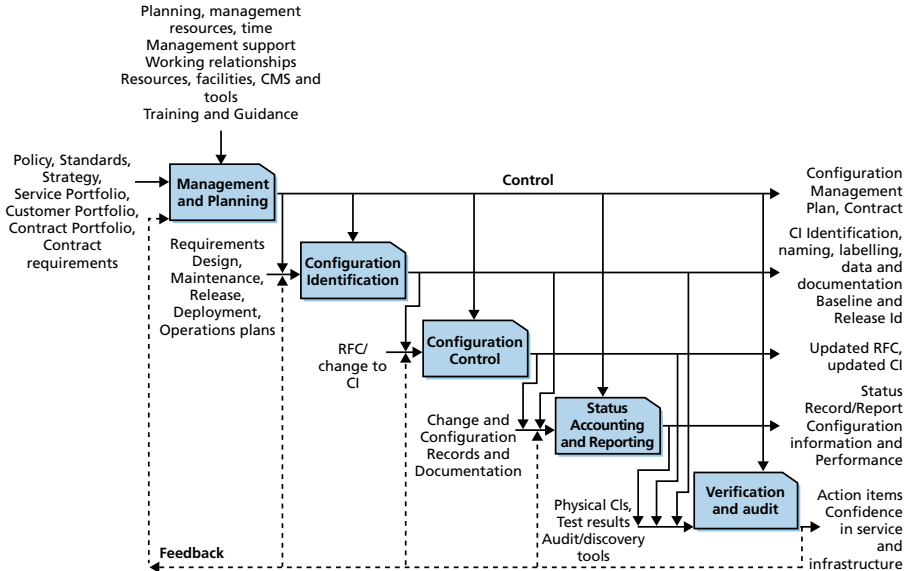 Planning, management
resources, time
Management support
Working relationships
Resources, facilities, CMS and
tools
Training and Guidance
Policy, Standards,
Strategy,
Service Portfolio,
Customer Portfolio,
Contract Portfolio,
Contract
requirements
Management
and Planning
Control
Configuration
Management
Plan, Contract
Requirements
Design,
Maintenance,
Release,
Deployment,
Operations plans
Configuration
Identification
CI Identification,
naming, labelling,
data and
documentation
Baseline and
Release Id
RFC/
change to
CI
Configuration
Control
Updated RFC,
updated CI
Change and
Configuration
Records and
Documentation
Status
Accounting
and Reporting
Status
Record/Report
Configuration
information and
Performance
Physical CIs,
Test results
Audit/discovery
tools
Verification
and audit
Action items
Confidence
in service
and
infrastructure
Feedback